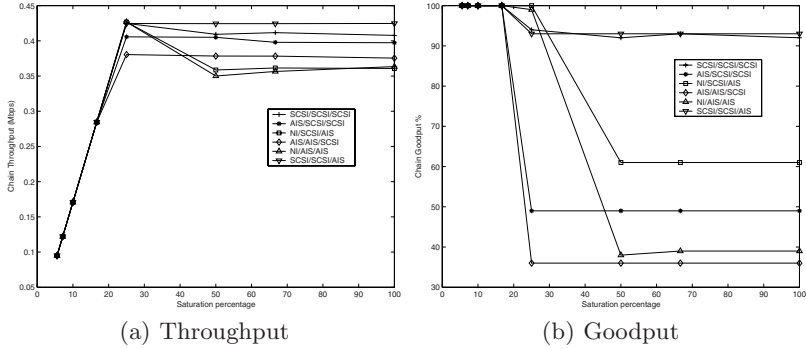 0.45
0.4
0.35
0.3
0.25
0.2
0.15
0.1
0.05
Chain Throughput (Mbps)
SCSI/SCSI/SCSI
AIS/SCSI/SCSI
NI/SCSI/AIS
AIS/AIS/SCSI
NI/AIS/AIS
SCSI/SCSI/AIS
0 10 20 30 40 50 60 70 80 90 100
Saturation percentage
(a) Throughput
100
90
80
70
60
50
40
30
Chain Goodput %
SCSI/SCSI/SCSI
AIS/SCSI/SCSI
NI/SCSI/AIS
AIS/AIS/SCSI
NI/AIS/AIS
SCSI/SCSI/AIS
0 10 20 30 40 50 60 70 80 90 100
Saturation percentage
(b) Goodput